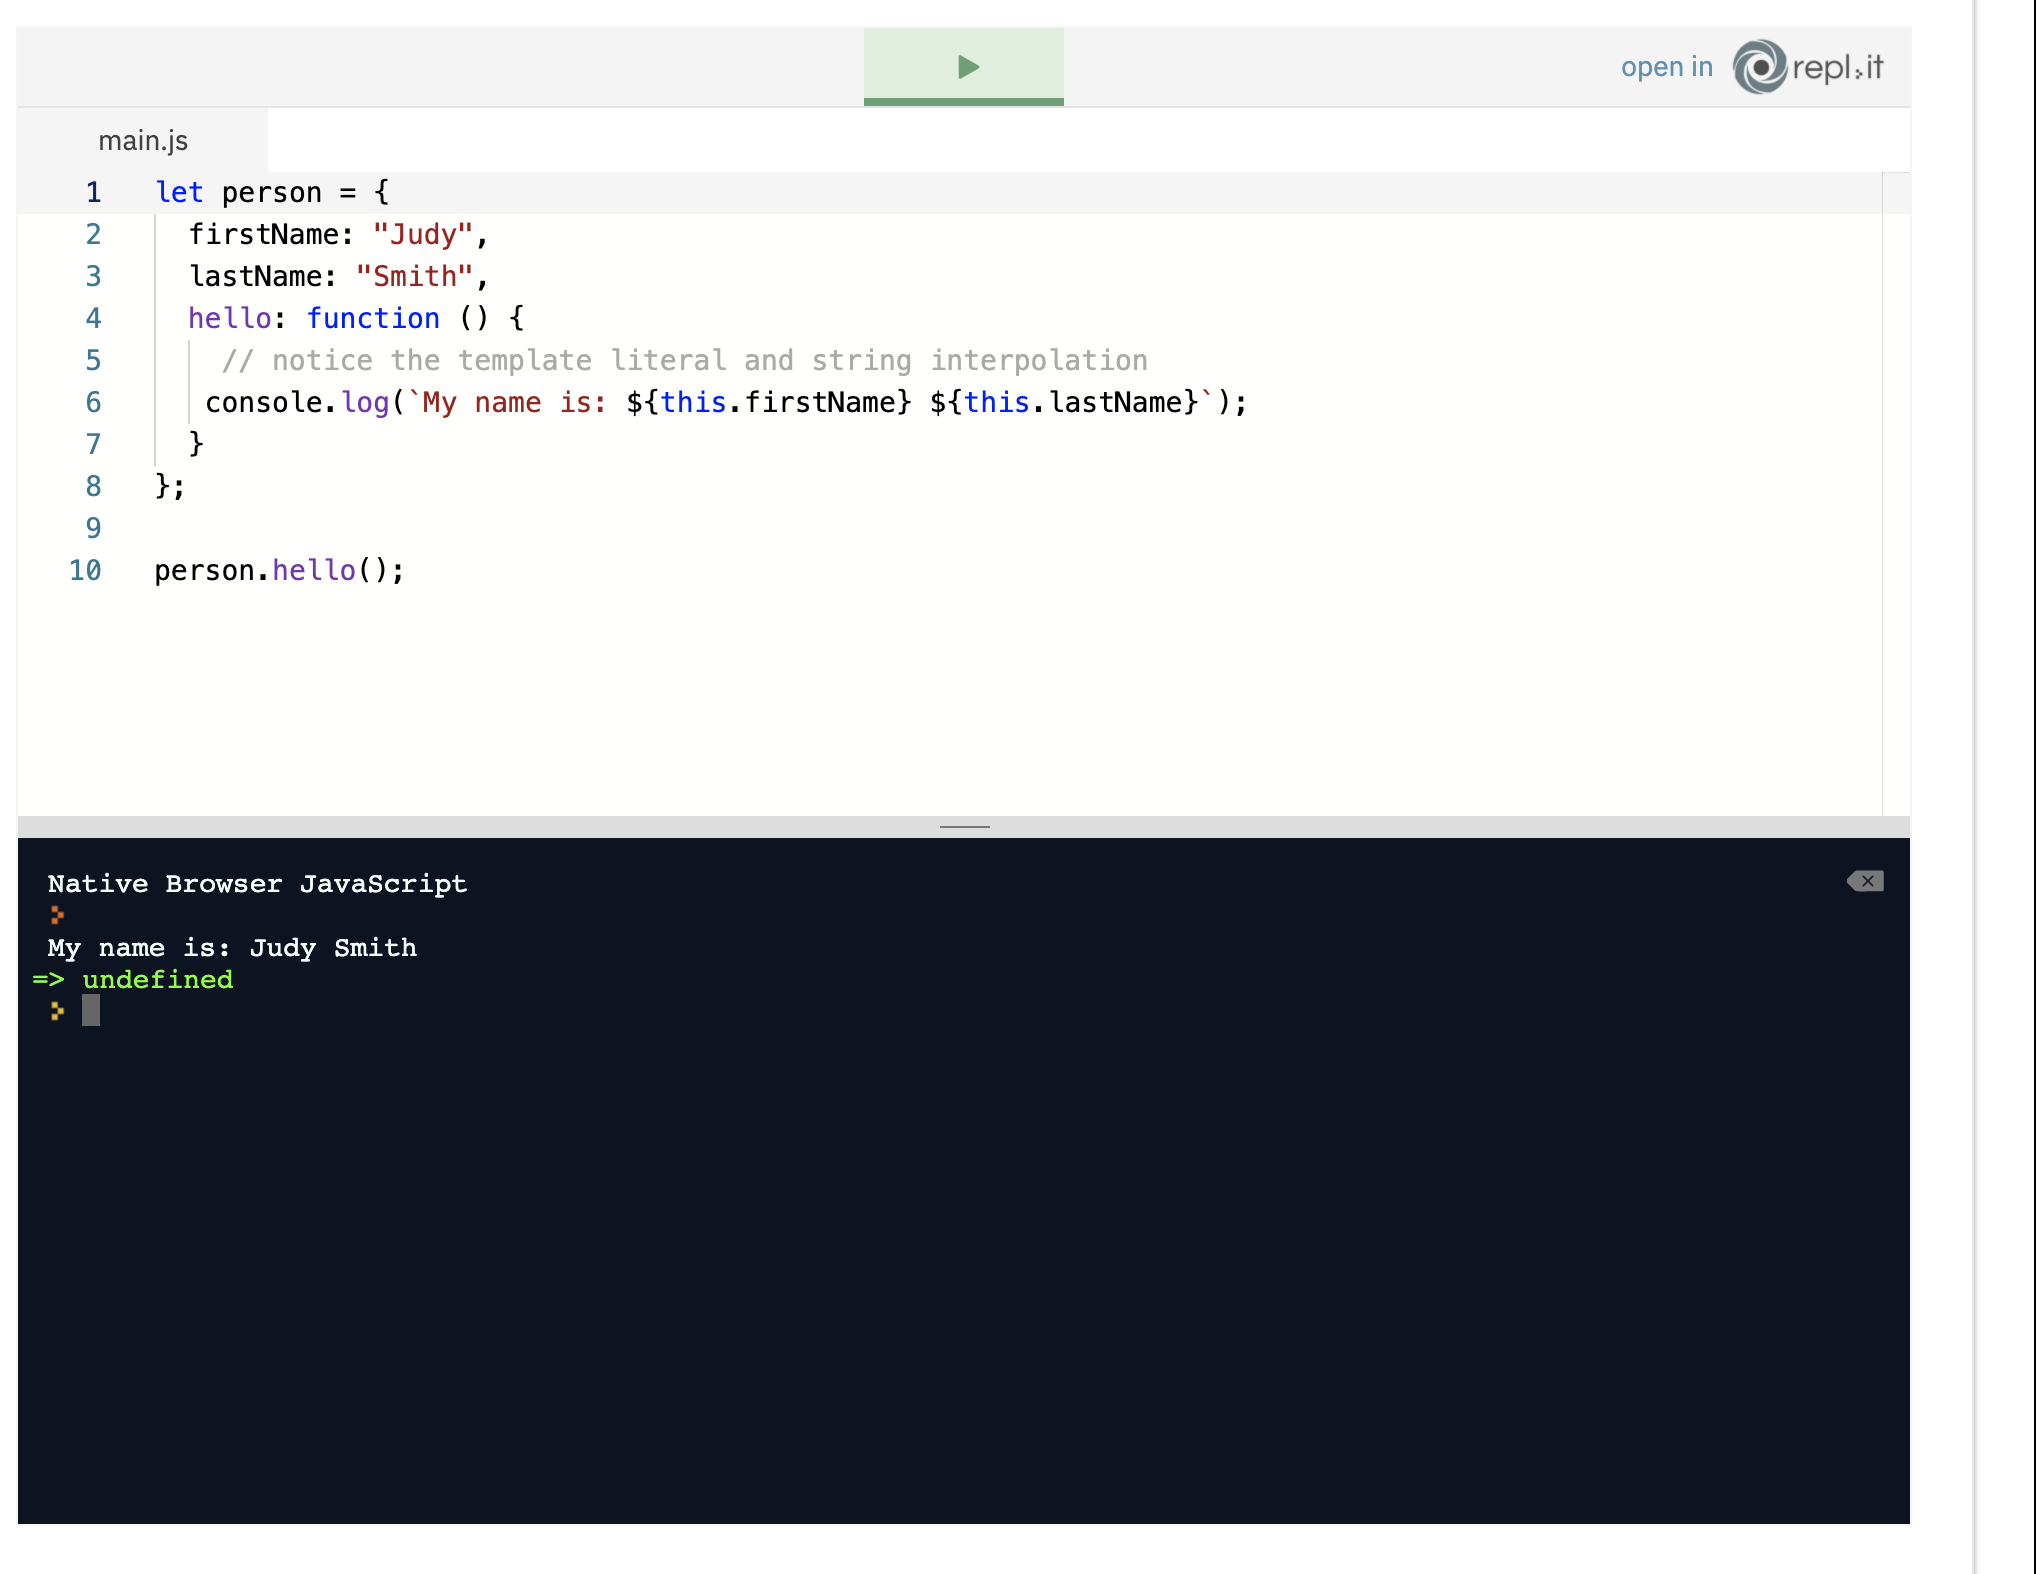 open in repl.it
main.js
1 let person = {
2   firstName: "Judy",
3   lastName: "Smith",
4   hello: function () {
5     // notice the template literal and string interpolation
6    console.log(`My name is: ${this.firstName} ${this.lastName}`);
7   }
8 };
9
10 person.hello();
Native Browser JavaScript
My name is: Judy Smith
=> undefined